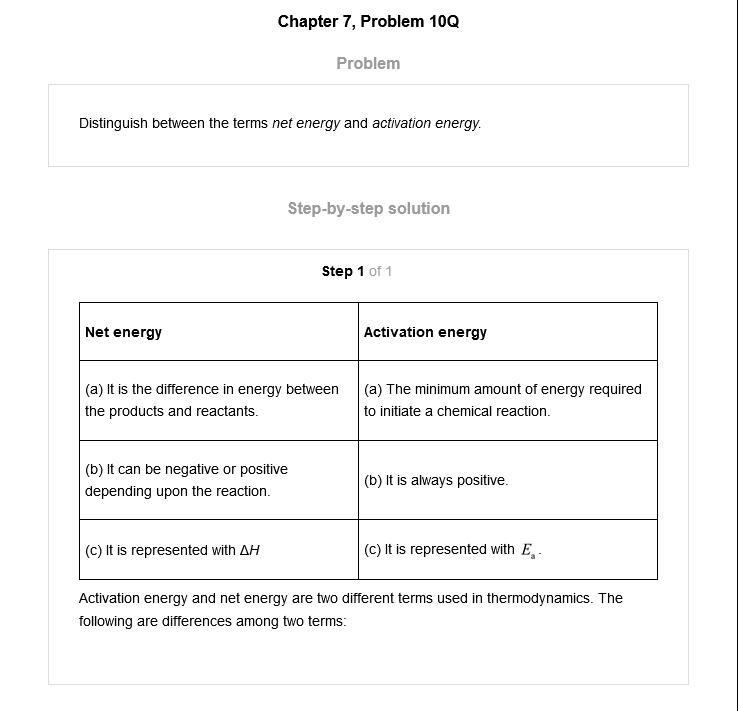 Chapter 7, Problem 10Q
Problem
Distinguish between the terms net energy and activation energy.
Step-by-step solution
Step 1 of 1
Net energy
Activation energy
(a) It is the difference in energy between
the products and reactants.
(a) The minimum amount of energy required
to initiate a chemical reaction.
(b) It can be negative or positive
depending upon the reaction.
(b) It is always positive.
(c) It is represented with ΔH
(c) It is represented with Eₐ.
Activation energy and net energy are two different terms used in thermodynamics. The
following are differences among two terms: